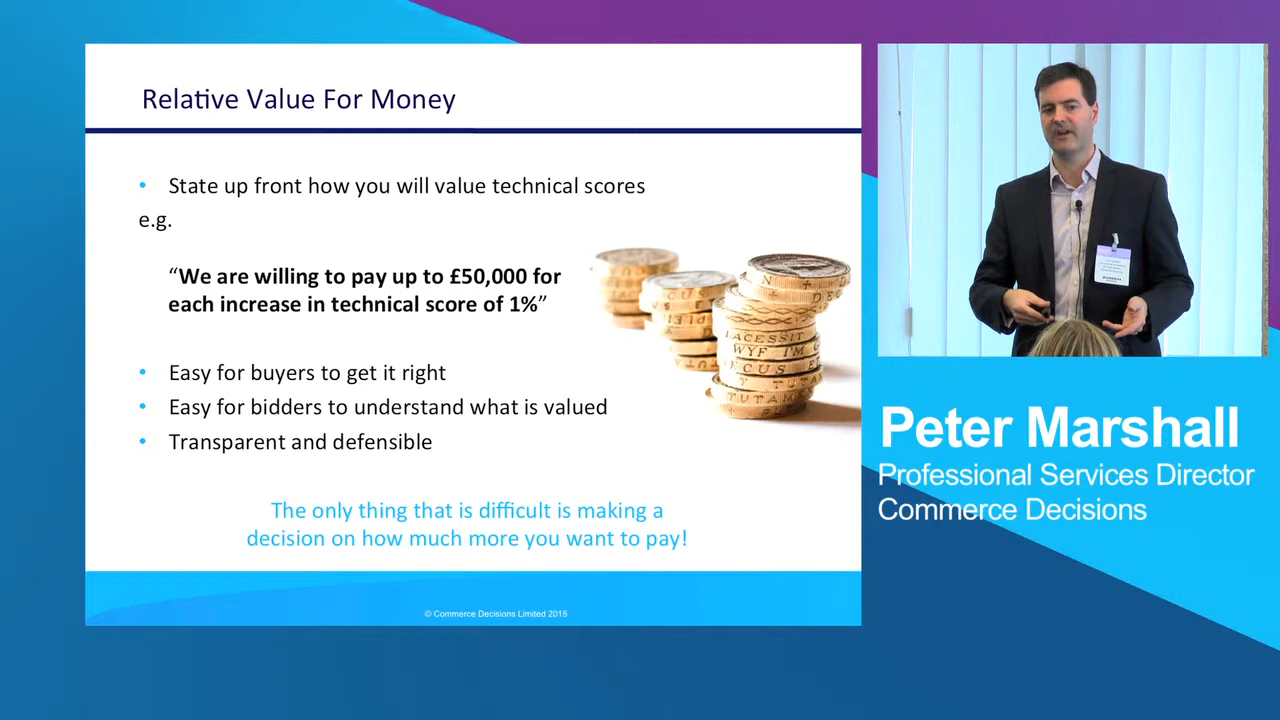 Relative Value For Money
• State up front how you will value technical scores
e.g.
“We are willing to pay up to £50,000 for
each increase in technical score of 1%”
• Easy for buyers to get it right
• Easy for bidders to understand what is valued
• Transparent and defensible
The only thing that is difficult is making a
decision on how much more you want to pay!
© Commerce Decisions Limited 2015
LACESSIT
TUTAMEN
Peter Marshall
Professional Services Director
Commerce Decisions